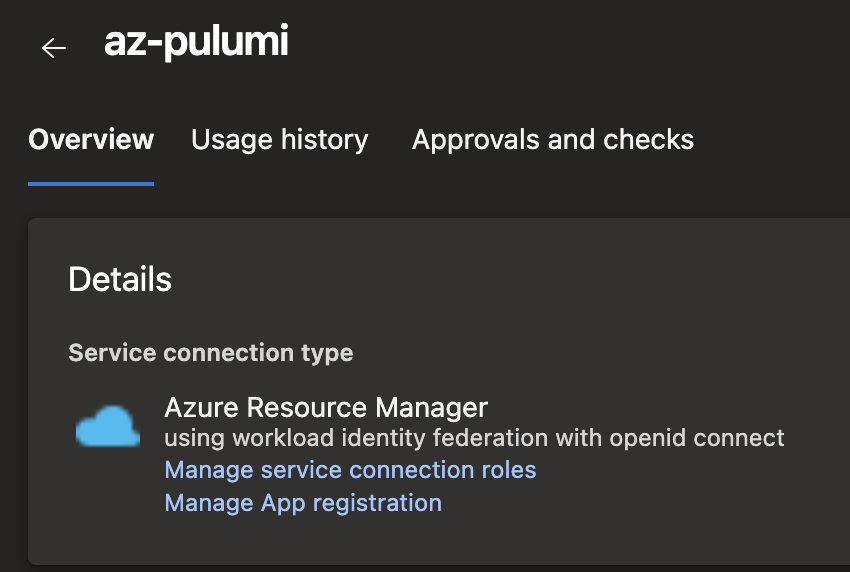 az-pulumi
Overview Usage history Approvals and checks
Details
Service connection type
Azure Resource Manager
using workload identity federation with openid connect
Manage service connection roles
Manage App registration